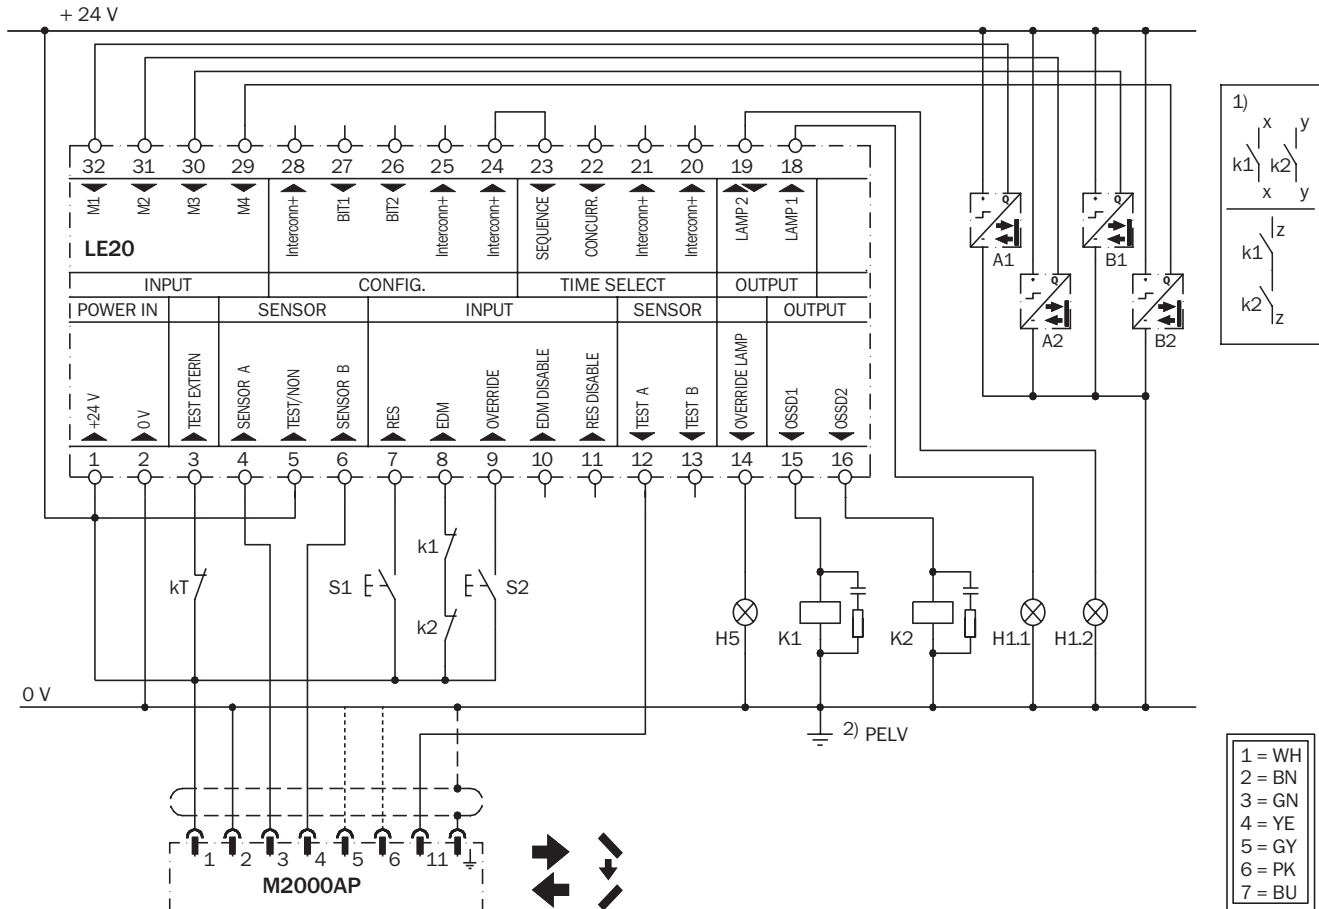 + 24 V
32 31 30 29 28 27 26 25 24 23 22 21 20 19 18
M1 M2 M3 M4 Interconn+ BIT1 BIT2 Interconn+ Interconn+ SEQUENCE CONCURR. Interconn+ Interconn+ LAMP 2 LAMP 1
LE20
INPUT CONFIG. TIME SELECT OUTPUT
POWER IN SENSOR INPUT SENSOR OUTPUT
+24 V 0 V TEST EXTERN SENSOR A TEST/NON SENSOR B RES EDM OVERRIDE EDM DISABLE RES DISABLE TEST A TEST B OVERRIDE LAMP OSSD1 OSSD2
1 2 3 4 5 6 7 8 9 10 11 12 13 14 15 16
+ Q
-
A1
+ Q
-
B1
+ Q
-
A2
+ Q
-
B2
1)
x y
k1 k2
x y
z
k1
k2
z
kT S1 k1 k2 S2 H5 K1 K2 H1.1 H1.2
0 V
2) PELV
1 2 3 4 5 6 11
M2000AP
1 = WH
2 = BN
3 = GN
4 = YE
5 = GY
6 = PK
7 = BU